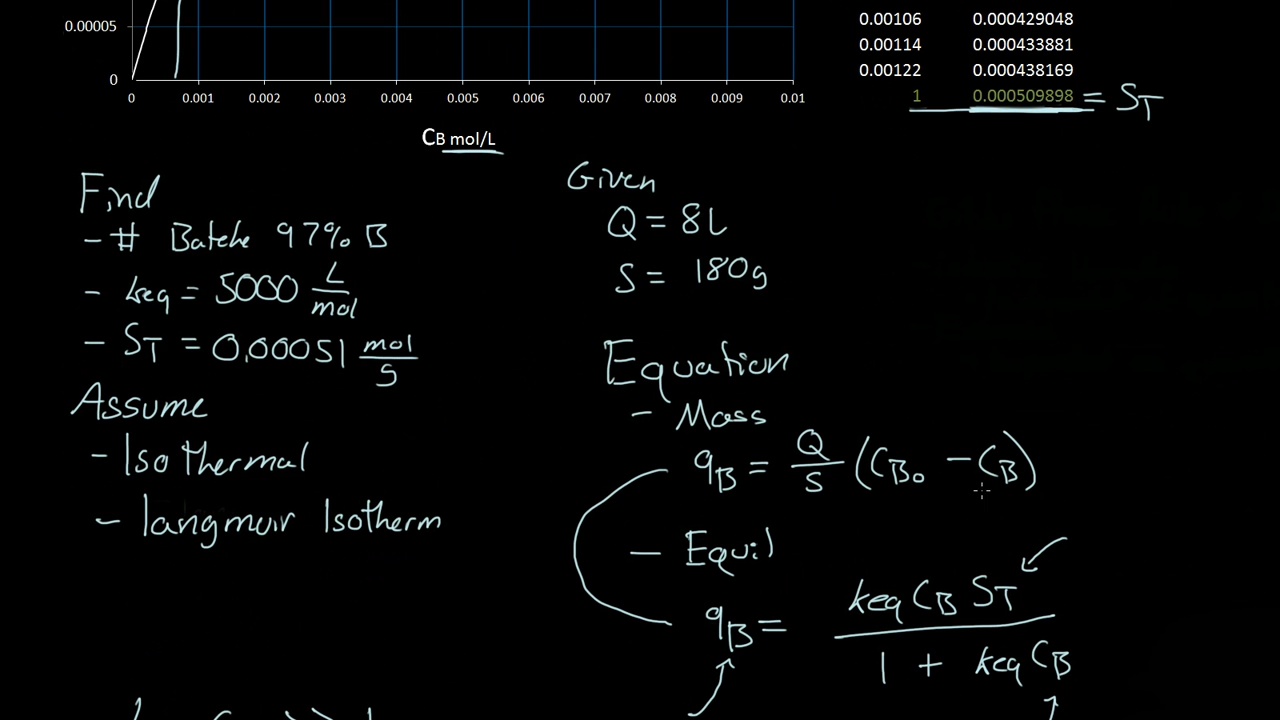 0.00005
0
0 0.001 0.002 0.003 0.004 0.005 0.006 0.007 0.008 0.009 0.01
CB mol/L
0.00106 0.000429048
0.00114 0.000433881
0.00122 0.000438169
1 0.000509898 = ST
Find
- # Batche 97% B
- keq = 5000 L/mol
- ST = 0.00051 mol/S
Assume
- Isothermal
- langmuir Isotherm
Given
Q = 8L
S = 180g
Equation
- Mass
qB = Q/S (CBo - CB)
- Equil
qB = keq CB ST / 1 + keq CB